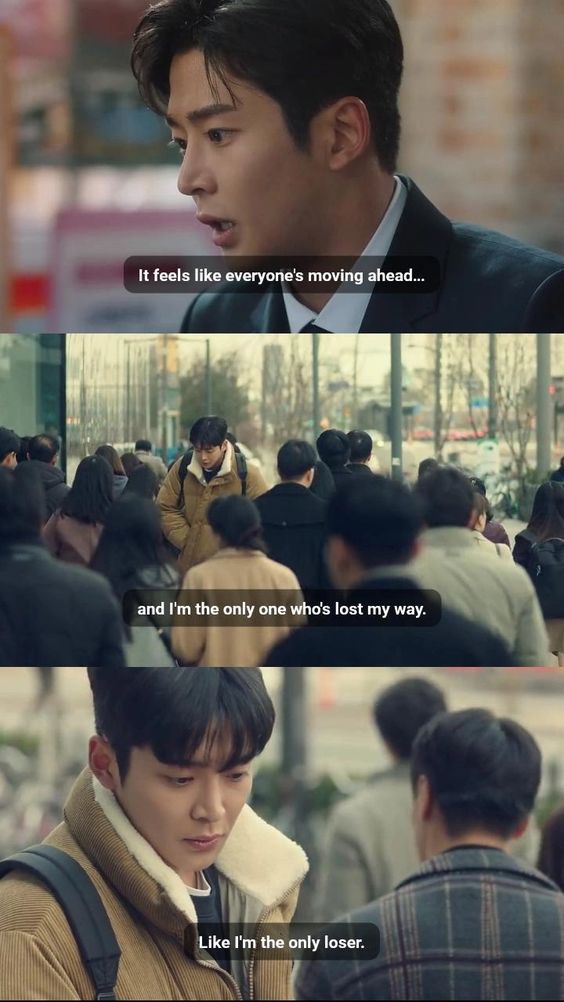 It feels like everyone's moving ahead...
and I'm the only one who's lost my way.
Like I'm the only loser.